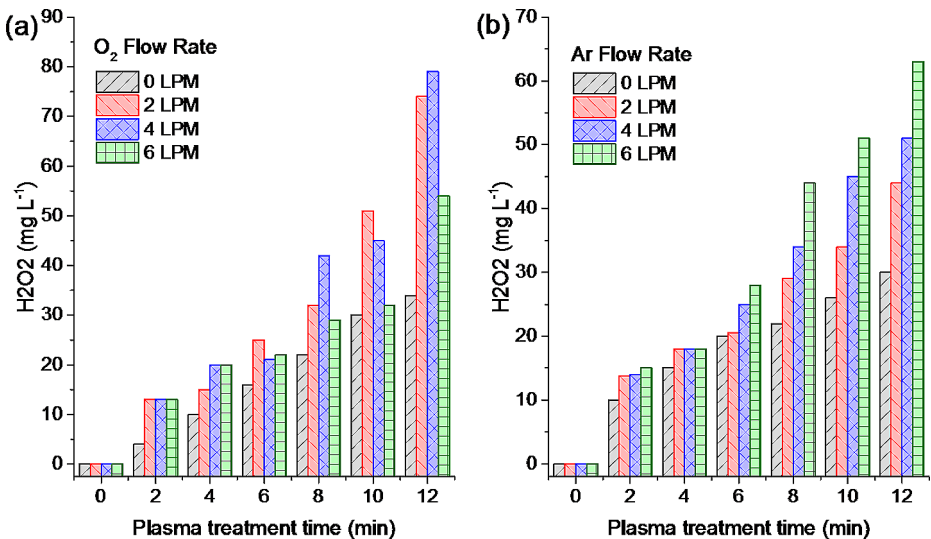 (a)
O₂ Flow Rate
0 LPM
2 LPM
4 LPM
6 LPM
90
80
70
60
50
40
30
20
10
0
H2O2 (mg L⁻¹)
0 2 4 6 8 10 12
Plasma treatment time (min)
(b)
Ar Flow Rate
0 LPM
2 LPM
4 LPM
6 LPM
70
60
50
40
30
20
10
0
H2O2 (mg L⁻¹)
0 2 4 6 8 10 12
Plasma treatment time (min)